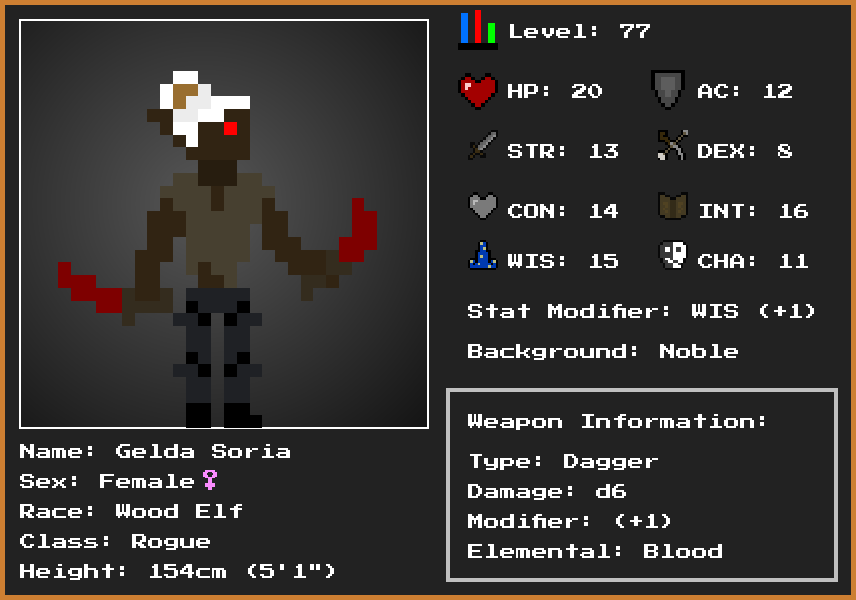 Level: 77
HP: 20 AC: 12
STR: 13 DEX: 8
CON: 14 INT: 16
WIS: 15 CHA: 11
Stat Modifier: WIS (+1)
Background: Noble
Name: Gelda Soria
Sex: Female♀
Race: Wood Elf
Class: Rogue
Height: 154cm (5'1")
Weapon Information:
Type: Dagger
Damage: d6
Modifier: (+1)
Elemental: Blood